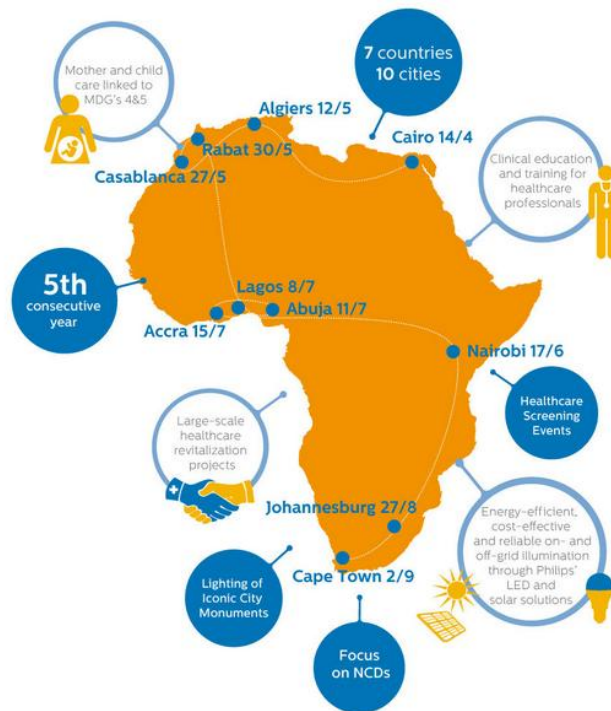 7 countries
10 cities
Mother and child
care linked to
MDG's 4&5
Algiers 12/5
Rabat 30/5
Casablanca 27/5
Cairo 14/4
Clinical education
and training for
healthcare
professionals
5th
consecutive
year
Lagos 8/7
Abuja 11/7
Accra 15/7
Nairobi 17/6
Healthcare
Screening
Events
Large-scale
healthcare
revitalization
projects
Johannesburg 27/8
Energy-efficient,
cost-effective
and reliable on- and
off-grid illumination
through Philips'
LED and
solar solutions
Lighting of
Iconic City
Monuments
Cape Town 2/9
Focus
on NCDs